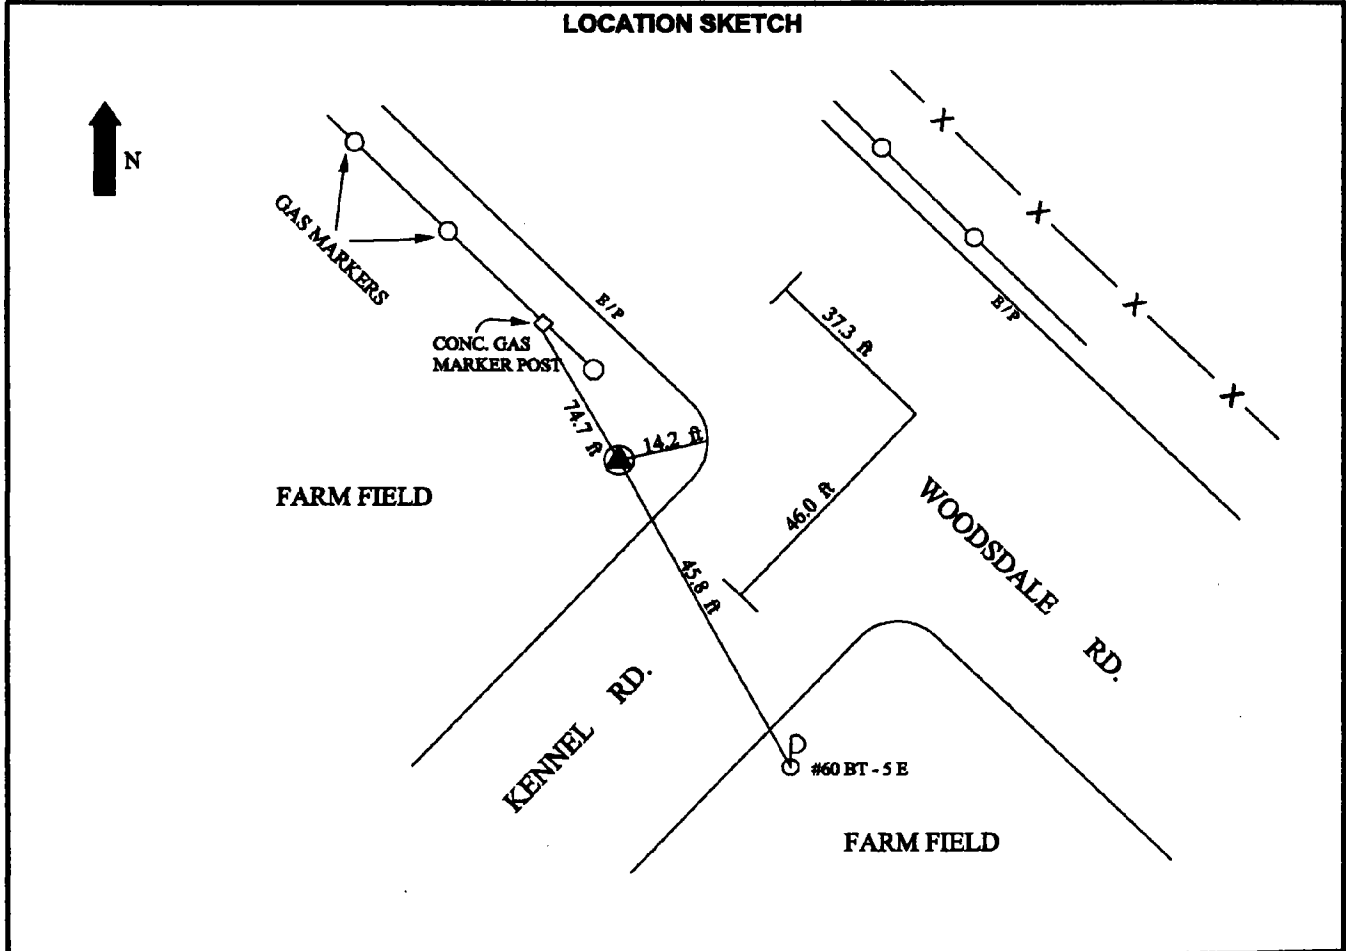 LOCATION SKETCH
N
GAS MARKERS
E/P
E/P
CONC. GAS
MARKER POST
37.3 ft
74.7 ft
14.2 ft
FARM FIELD
46.0 ft
WOODSDALE RD.
45.8 ft
KENNEL RD.
P
#60 BT - 5 E
FARM FIELD
X
X
X
X